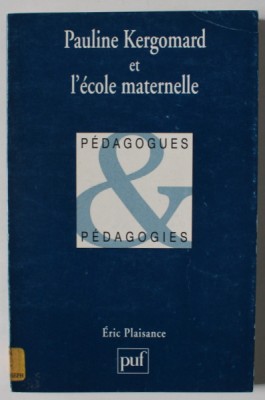 Pauline Kergomard
et
l'école maternelle
PÉDAGOGUES
&
PÉDAGOGIES
Éric Plaisance
puf